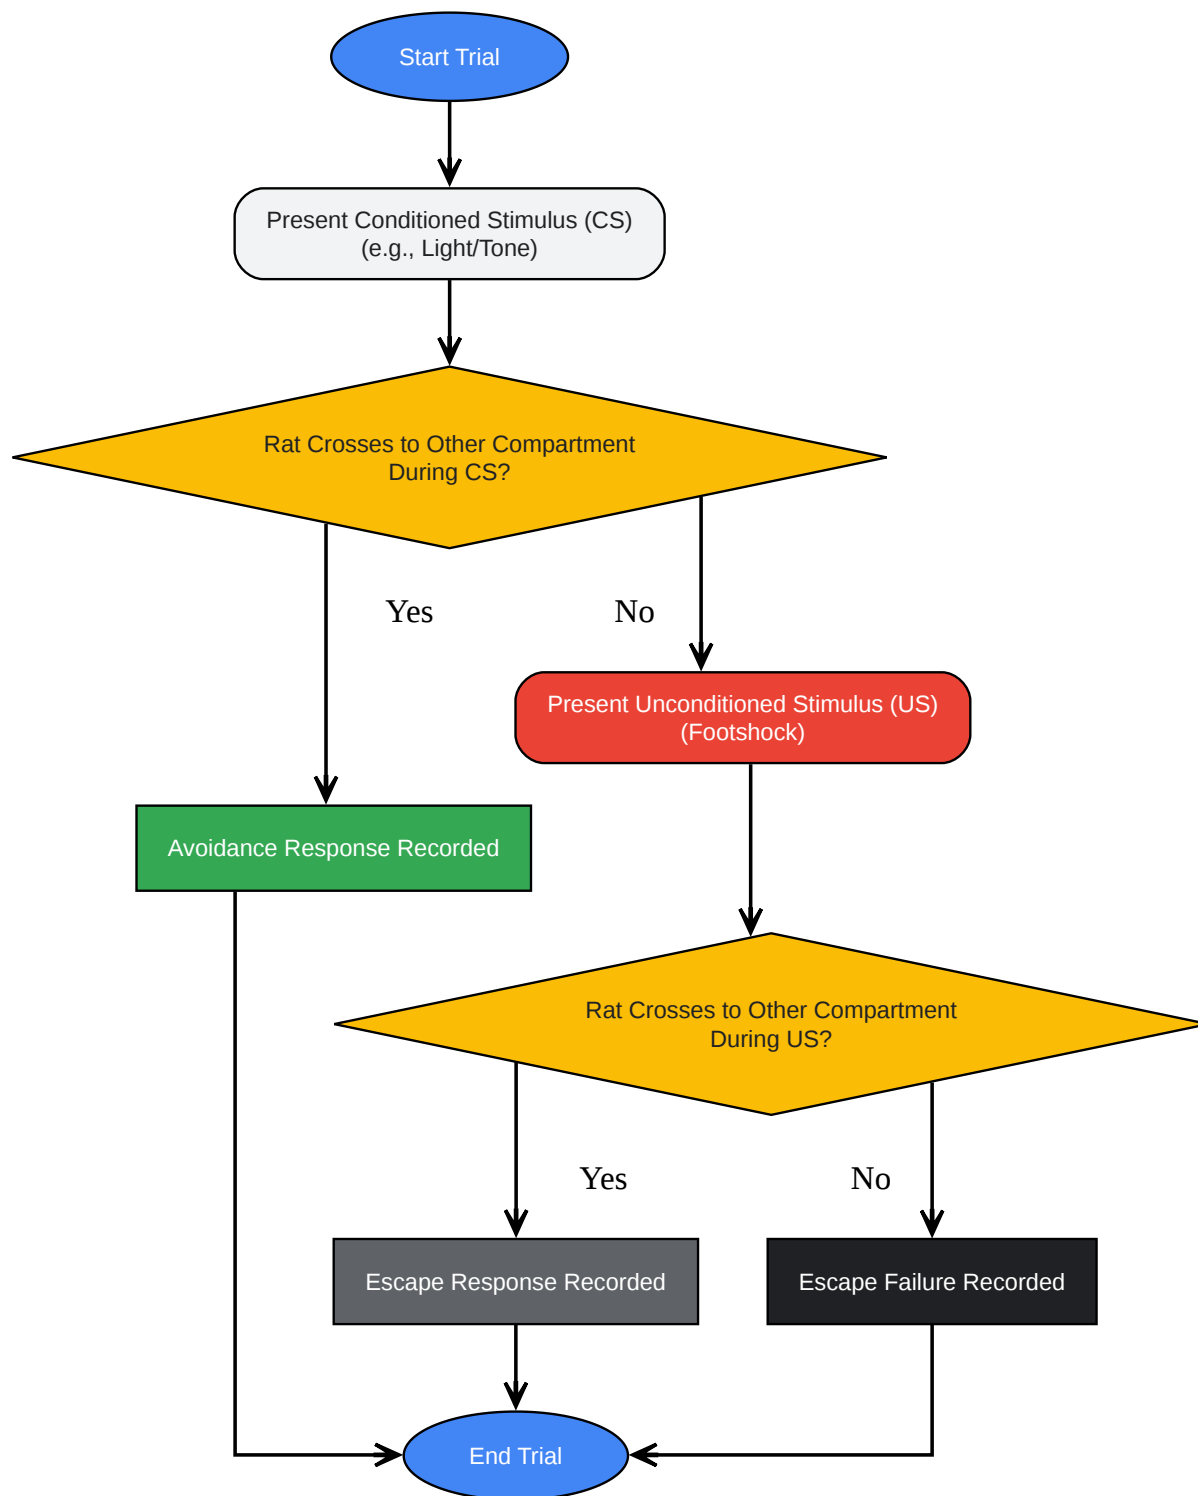 Start Trial
Present Conditioned Stimulus (CS)
(e.g., Light/Tone)
Rat Crosses to Other Compartment
During CS?
Yes
No
Present Unconditioned Stimulus (US)
(Footshock)
Avoidance Response Recorded
Rat Crosses to Other Compartment
During US?
Yes
No
Escape Response Recorded
Escape Failure Recorded
End Trial